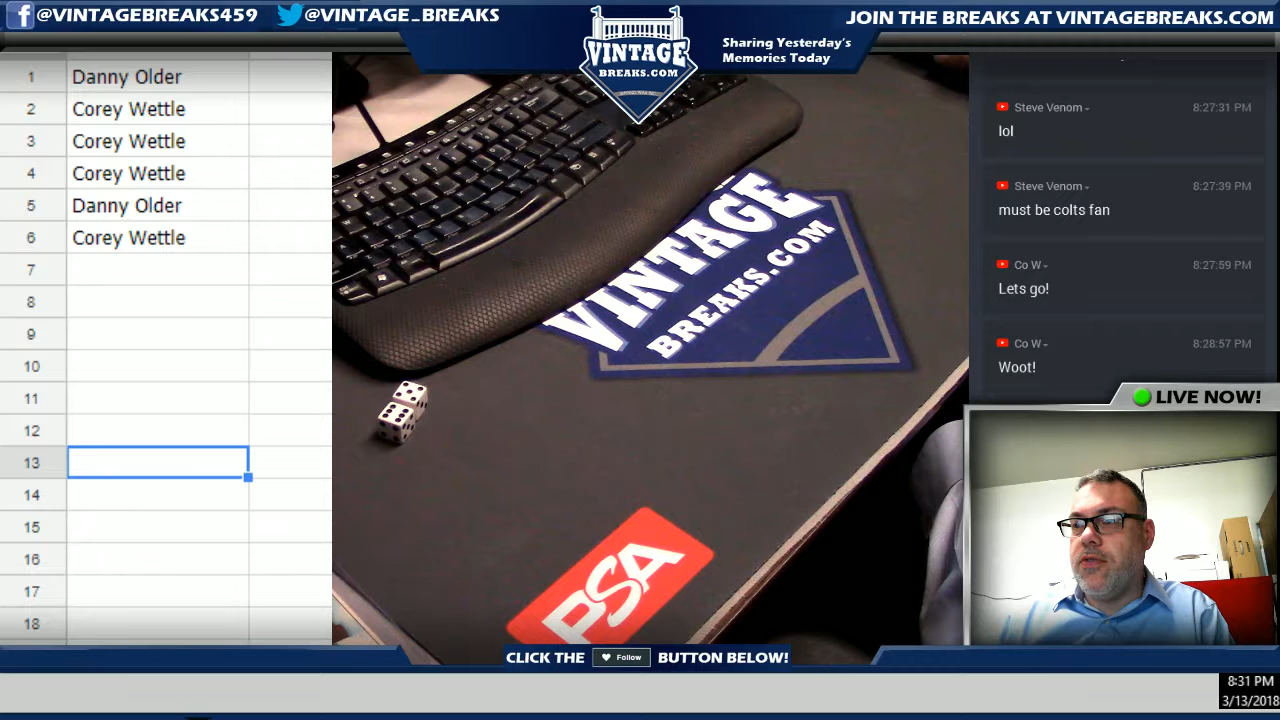 @VINTAGEBREAKS459 @VINTAGE_BREAKS
VINTAGE
BREAKS.COM
Sharing Yesterday's
Memories Today
JOIN THE BREAKS AT VINTAGEBREAKS.COM
1 Danny Older
2 Corey Wettle
3 Corey Wettle
4 Corey Wettle
5 Danny Older
6 Corey Wettle
7
8
9
10
11
12
13
14
15
16
17
18
VINTAGE
BREAKS.COM
PSA
Steve Venom 8:27:31 PM
lol
Steve Venom 8:27:39 PM
must be colts fan
Co W 8:27:59 PM
Lets go!
Co W 8:28:57 PM
Woot!
LIVE NOW!
CLICK THE Follow BUTTON BELOW!
8:31 PM
3/13/2018